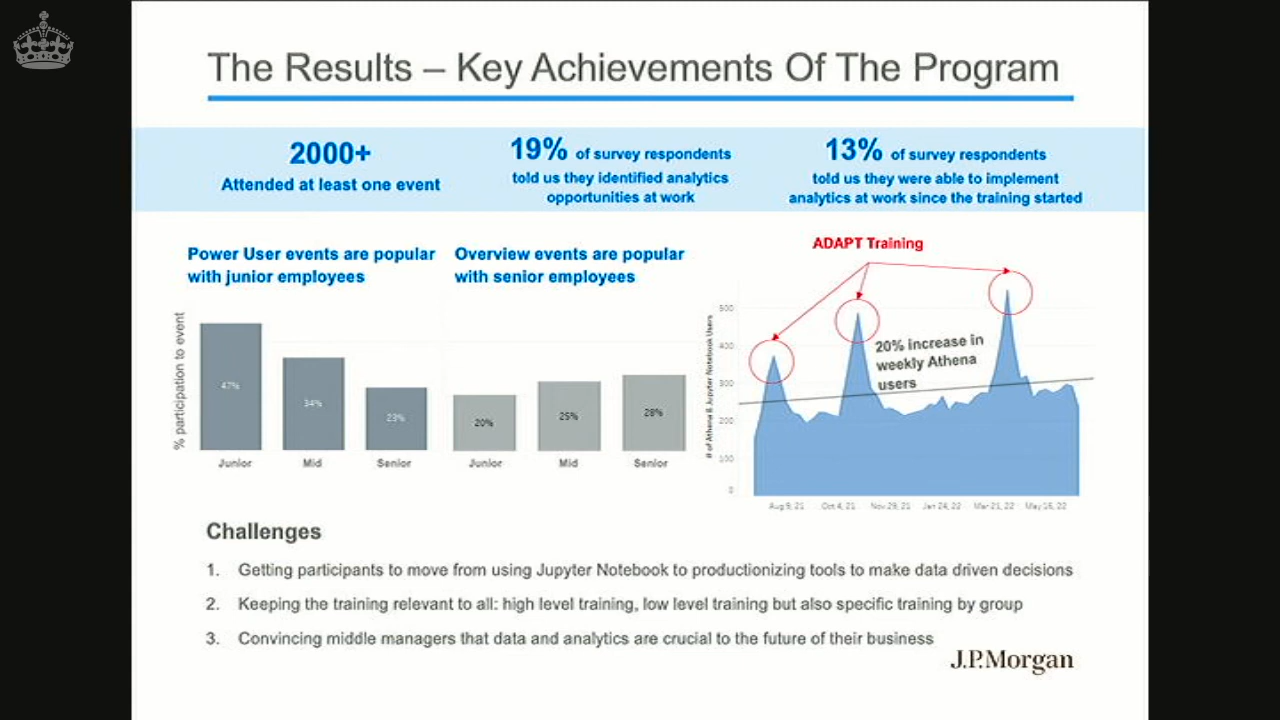 The Results – Key Achievements Of The Program
2000+
Attended at least one event
19% of survey respondents
told us they identified analytics
opportunities at work
13% of survey respondents
told us they were able to implement
analytics at work since the training started
Power User events are popular
with junior employees
Overview events are popular
with senior employees
% participation to event
47%
34%
23%
Junior
Mid
Senior
20%
25%
28%
Junior
Mid
Senior
ADAPT Training
# of Athena & Jupyter Notebook Users
500
400
300
200
100
0
20% increase in
weekly Athena
users
Aug 9, 21
Oct 4, 21
Nov 29, 21
Jan 24, 22
Mar 21, 22
May 16, 22
Challenges
1. Getting participants to move from using Jupyter Notebook to productionizing tools to make data driven decisions
2. Keeping the training relevant to all: high level training, low level training but also specific training by group
3. Convincing middle managers that data and analytics are crucial to the future of their business
J.P.Morgan